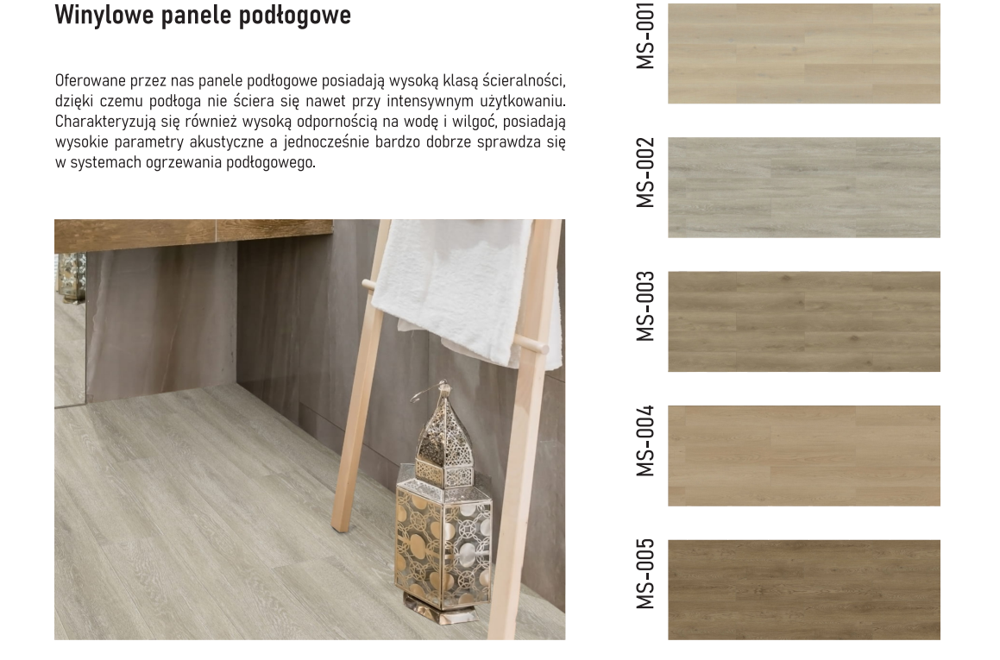 Winylowe panele podłogowe
Oferowane przez nas panele podłogowe posiadają wysoką klasą ścieralności,
dzięki czemu podłoga nie ściera się nawet przy intensywnym użytkowaniu.
Charakteryzują się również wysoką odpornością na wodę i wilgoć, posiadają
wysokie parametry akustyczne a jednocześnie bardzo dobrze sprawdza się
w systemach ogrzewania podłogowego.
MS-001
MS-002
MS-003
MS-004
MS-005